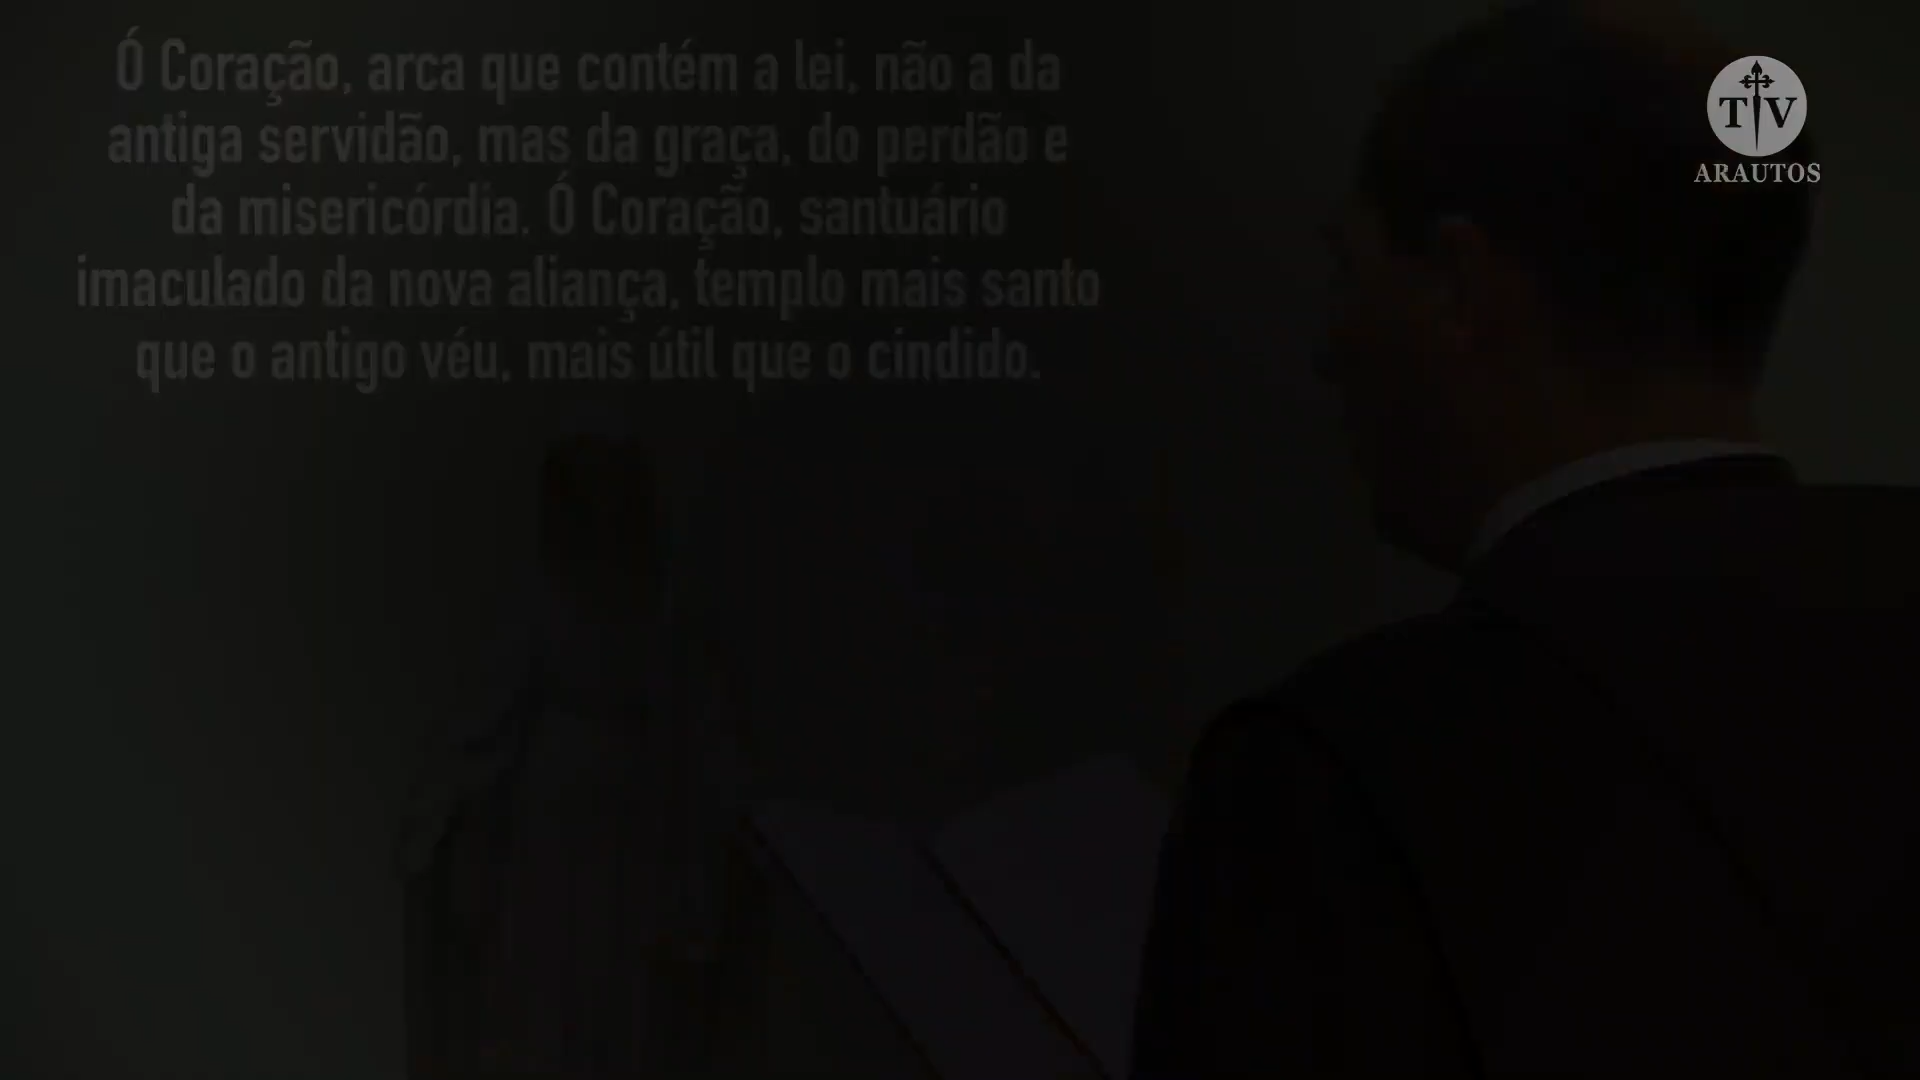 Ó Coração, arca que contém a lei, não a da
antiga servidão, mas da graça, do perdão e
da misericórdia. Ó Coração, santuário
imaculado da nova aliança, templo mais santo
que o antigo véu, mais útil que o cindido.
TV
ARAUTOS